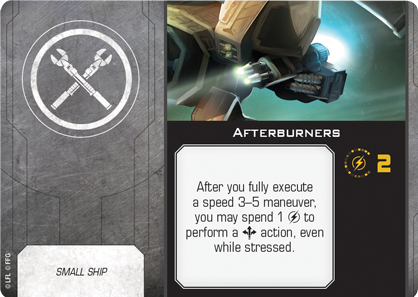 AFTERBURNERS
2
After you fully execute
a speed 3–5 maneuver,
you may spend 1 to
perform a action, even
while stressed.
SMALL SHIP
© LFL © FFG